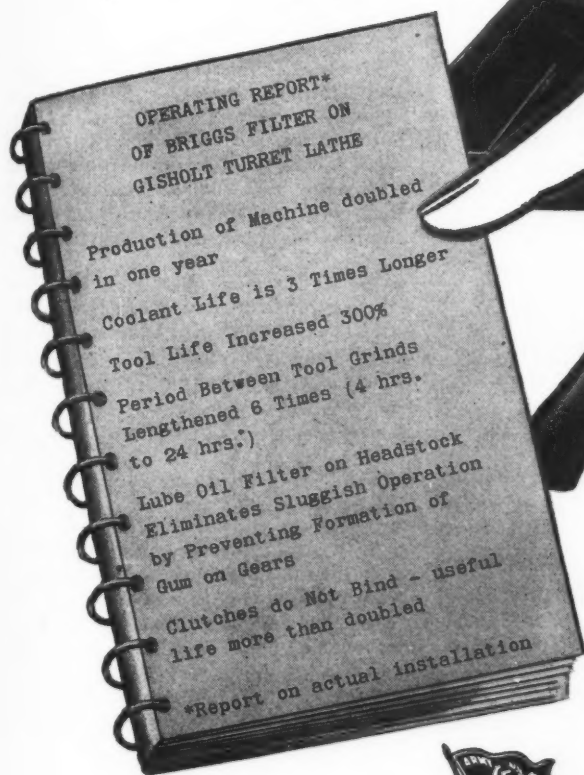 OPERATING REPORT*
OF BRIGGS FILTER ON
GISHOLT TURRET LATHE
Production of Machine doubled
in one year
Coolant Life is 3 Times Longer
Tool Life Increased 300%
Period Between Tool Grinds
Lengthened 6 Times (4 hrs.
to 24 hrs.)
Lube Oil Filter on Headstock
Eliminates Sluggish Operation
by Preventing Formation of
Gum on Gears
Clutches do Not Bind - useful
life more than doubled
*Report on actual installation
ARMY